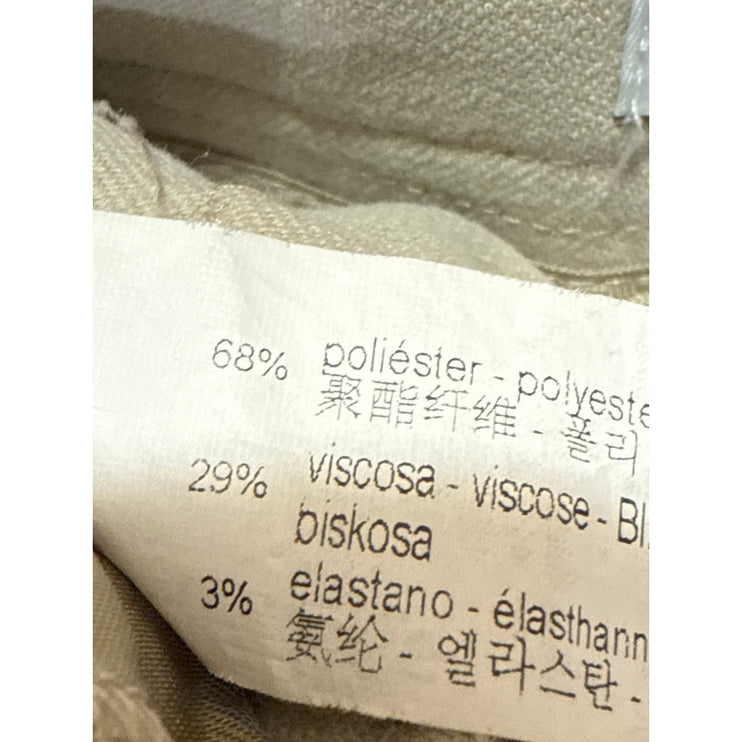 68% poliéster - polyeste
聚酯纤维 - 폴리
29% viscosa - viscose - BI
biskosa
3% elastano - élasthann
氨纶 - 엘라스탄 -